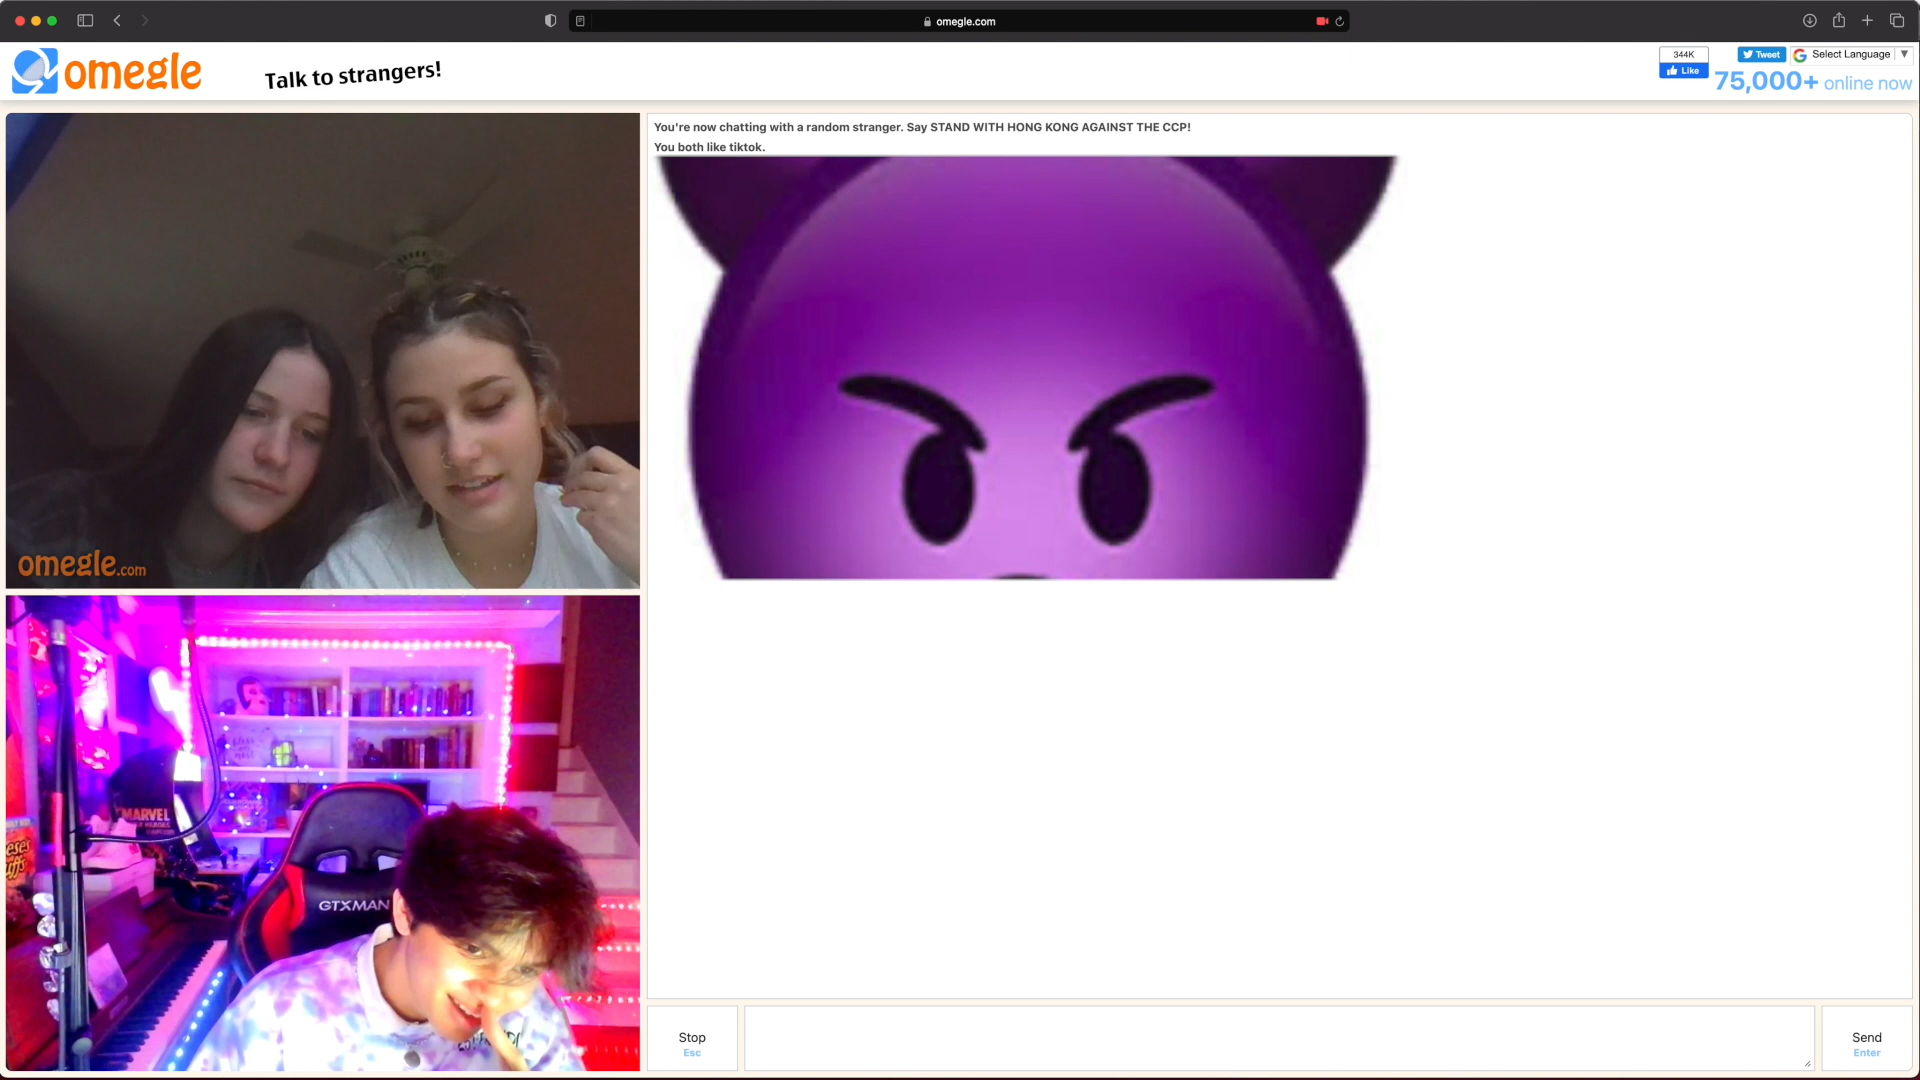 omegle.com
omegle
Talk to strangers!
344K
Like
Tweet
Select Language
75,000+ online now
You're now chatting with a random stranger. Say STAND WITH HONG KONG AGAINST THE CCP!
You both like tiktok.
omegle.com
MARVEL
GTXMAN
Stop
Esc
Send
Enter